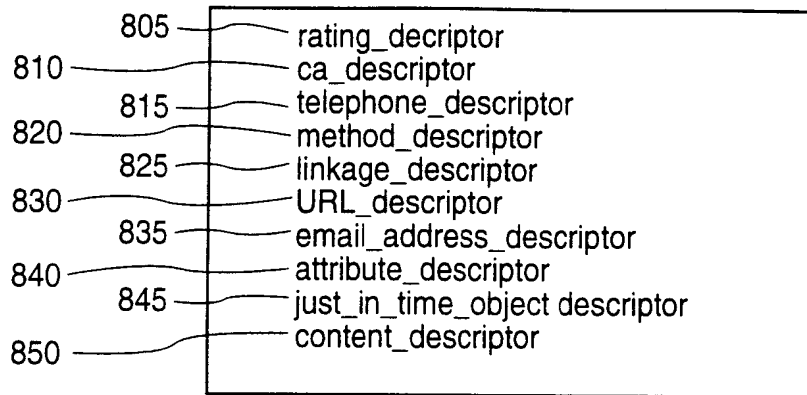 805 rating_decriptor
810 ca_descriptor
815 telephone_descriptor
820 method_descriptor
825 linkage_descriptor
830 URL_descriptor
835 email_address_descriptor
840 attribute_descriptor
845 just_in_time_object descriptor
850 content_descriptor